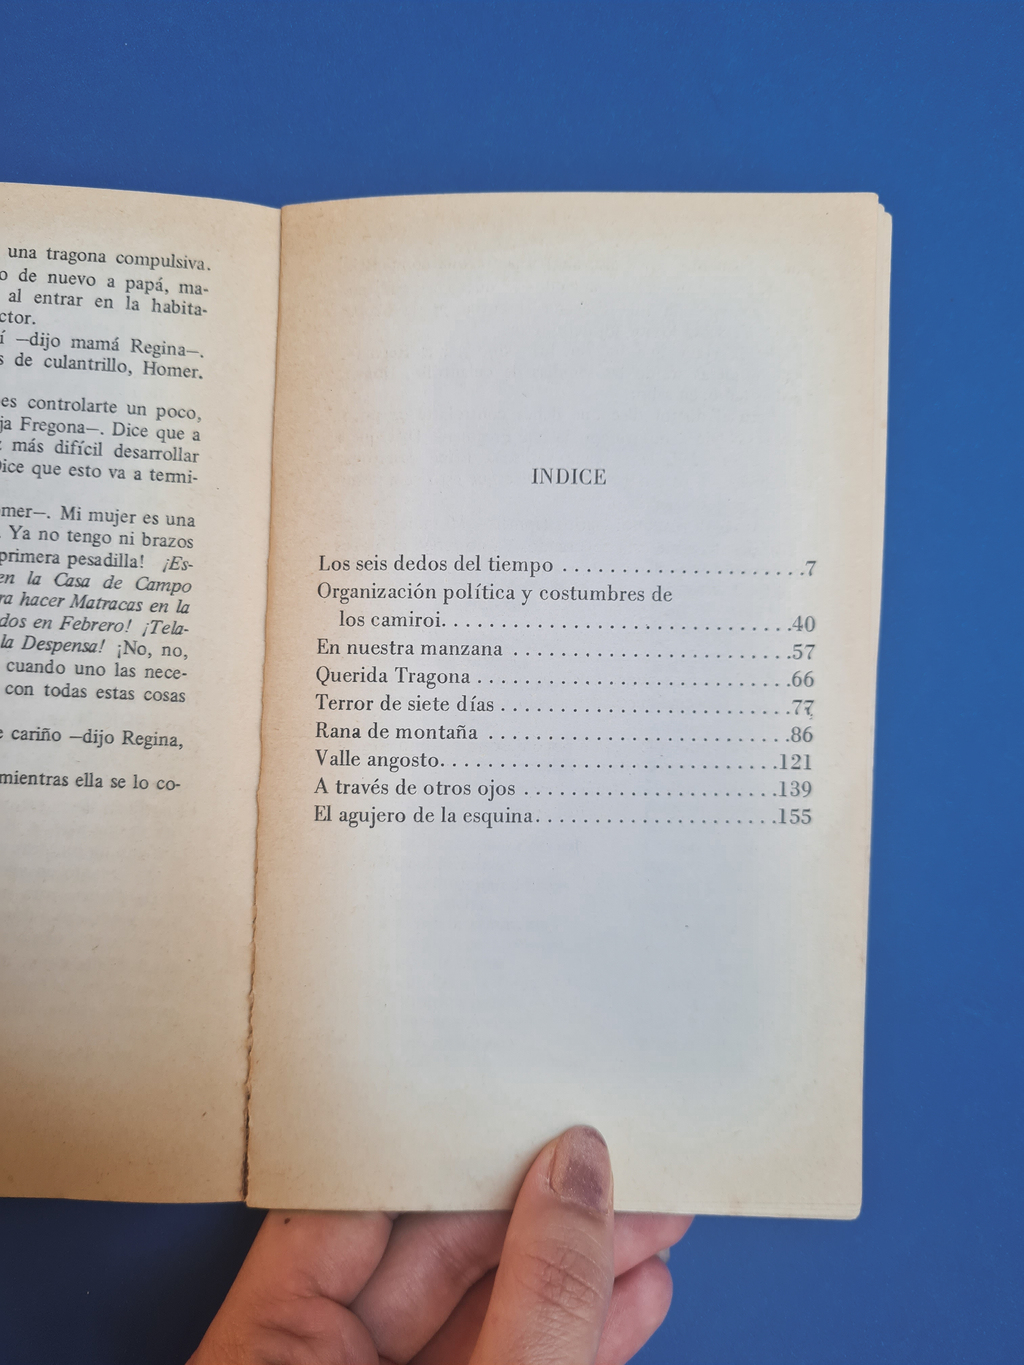 una tragona compulsiva.
de nuevo a papá, ma-
al entrar en la habita-
ctor.
í —dijo mamá Regina—.
s de culantrillo, Homer.
es controlarte un poco,
ja Fregona—. Dice que a
más difícil desarrollar
ice que esto va a termi-
mer—. Mi mujer es una
. Ya no tengo ni brazos
primera pesadilla! ¡Es-
en la Casa de Campo
ra hacer Matracas en la
dos en Febrero! ¡Tela-
la Despensa! ¡No, no,
cuando uno las nece-
con todas estas cosas
e cariño —dijo Regina,
mientras ella se lo co-
INDICE
Los seis dedos del tiempo . . . . . . . . . . . . . . . . . . . . . .7
Organización política y costumbres de
los camiroi. . . . . . . . . . . . . . . . . . . . . . . . . . . . . . .40
En nuestra manzana . . . . . . . . . . . . . . . . . . . . . . . . .57
Querida Tragona . . . . . . . . . . . . . . . . . . . . . . . . . . . .66
Terror de siete días . . . . . . . . . . . . . . . . . . . . . . . . . .77
Rana de montaña . . . . . . . . . . . . . . . . . . . . . . . . . . .86
Valle angosto. . . . . . . . . . . . . . . . . . . . . . . . . . . . . .121
A través de otros ojos . . . . . . . . . . . . . . . . . . . . . . .139
El agujero de la esquina. . . . . . . . . . . . . . . . . . . . . .155